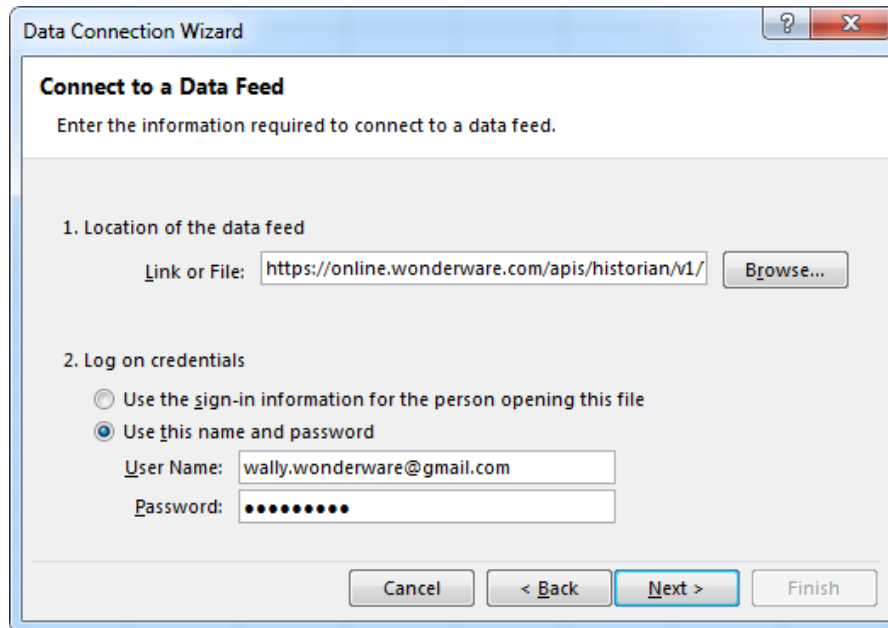 Data Connection Wizard
Connect to a Data Feed
Enter the information required to connect to a data feed.
1. Location of the data feed
Link or File: https://online.wonderware.com/apis/historian/v1/ Browse...
2. Log on credentials
Use the sign-in information for the person opening this file
Use this name and password
User Name: wally.wonderware@gmail.com
Password: •••••••••
Cancel < Back Next > Finish